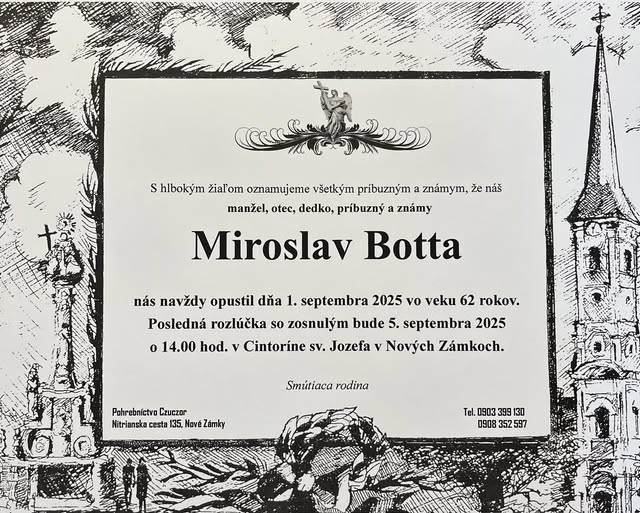 S hlbokým žiaľom oznamujeme všetkým príbuzným a známym, že náš
manžel, otec, dedko, príbuzný a známy
Miroslav Botta
nás navždy opustil dňa 1. septembra 2025 vo veku 62 rokov.
Posledná rozlúčka so zosnulým bude 5. septembra 2025
o 14.00 hod. v Cintoríne sv. Jozefa v Nových Zámkoch.
Smútiaca rodina
Pohrebníctvo Czuczor
Nitrianska cesta 135, Nové Zámky
Tel. 0903 399 130
0908 352 597